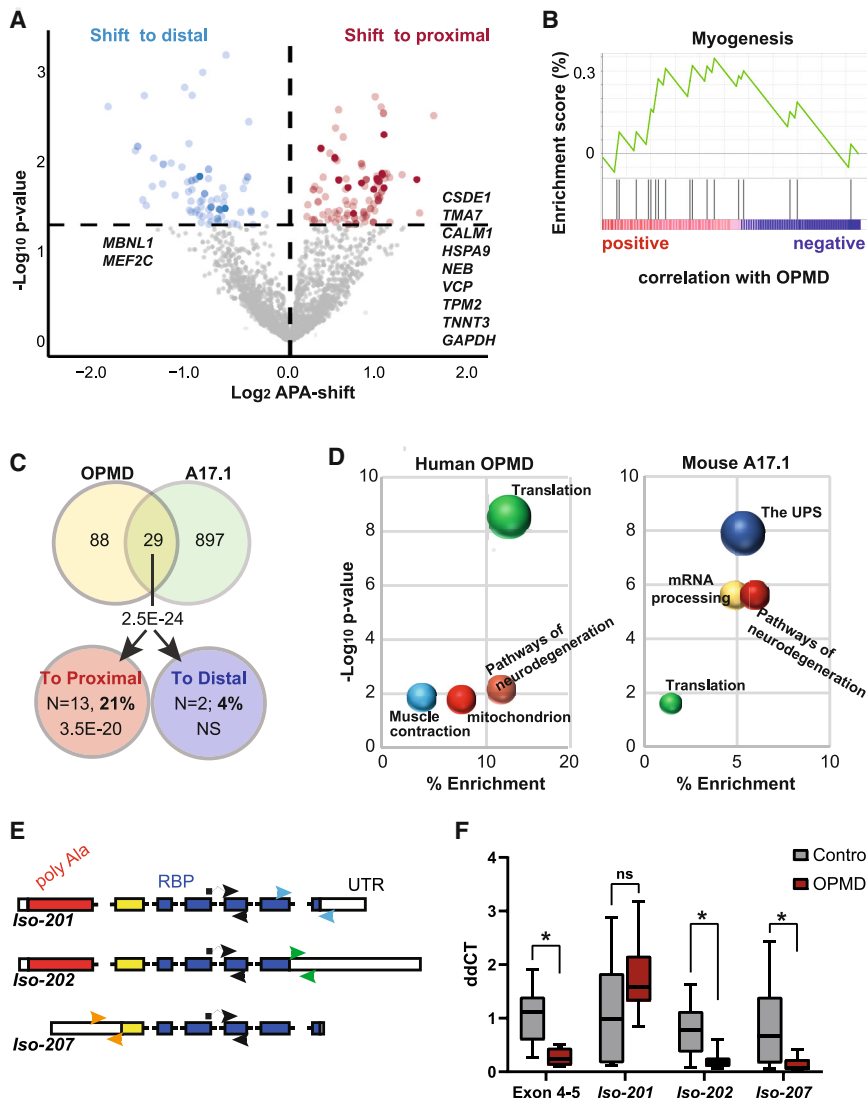 A
Shift to distal
Shift to proximal
3
2
1
0
-Log10 p-value
MBNL1
MEF2C
CSDE1
TMA7
CALM1
HSPA9
NEB
VCP
TPM2
TNNT3
GAPDH
−2.0
−1.0
0.0
1.0
2.0
Log2 APA-shift
B
Myogenesis
Enrichment score (%)
0.3
0
positive
negative
correlation with OPMD
C
OPMD
A17.1
88
29
897
2.5E-24
To Proximal
N=13, 21%
3.5E-20
To Distal
N=2; 4%
NS
D
Human OPMD
10
8
6
4
2
0
-Log10 p-value
Translation
Pathways of
neurodegeneration
Muscle
contraction
mitochondrion
0
10
20
% Enrichment
Mouse A17.1
10
8
6
4
2
0
The UPS
mRNA
processing
Pathways of
neurodegeneration
Translation
0
5
10
% Enrichment
E
poly Ala
RBP
UTR
Iso-201
Iso-202
Iso-207
F
Contro
OPMD
4
3
2
1
0
ddCT
*
ns
*
*
Exon 4-5
Iso-201
Iso-202
Iso-207